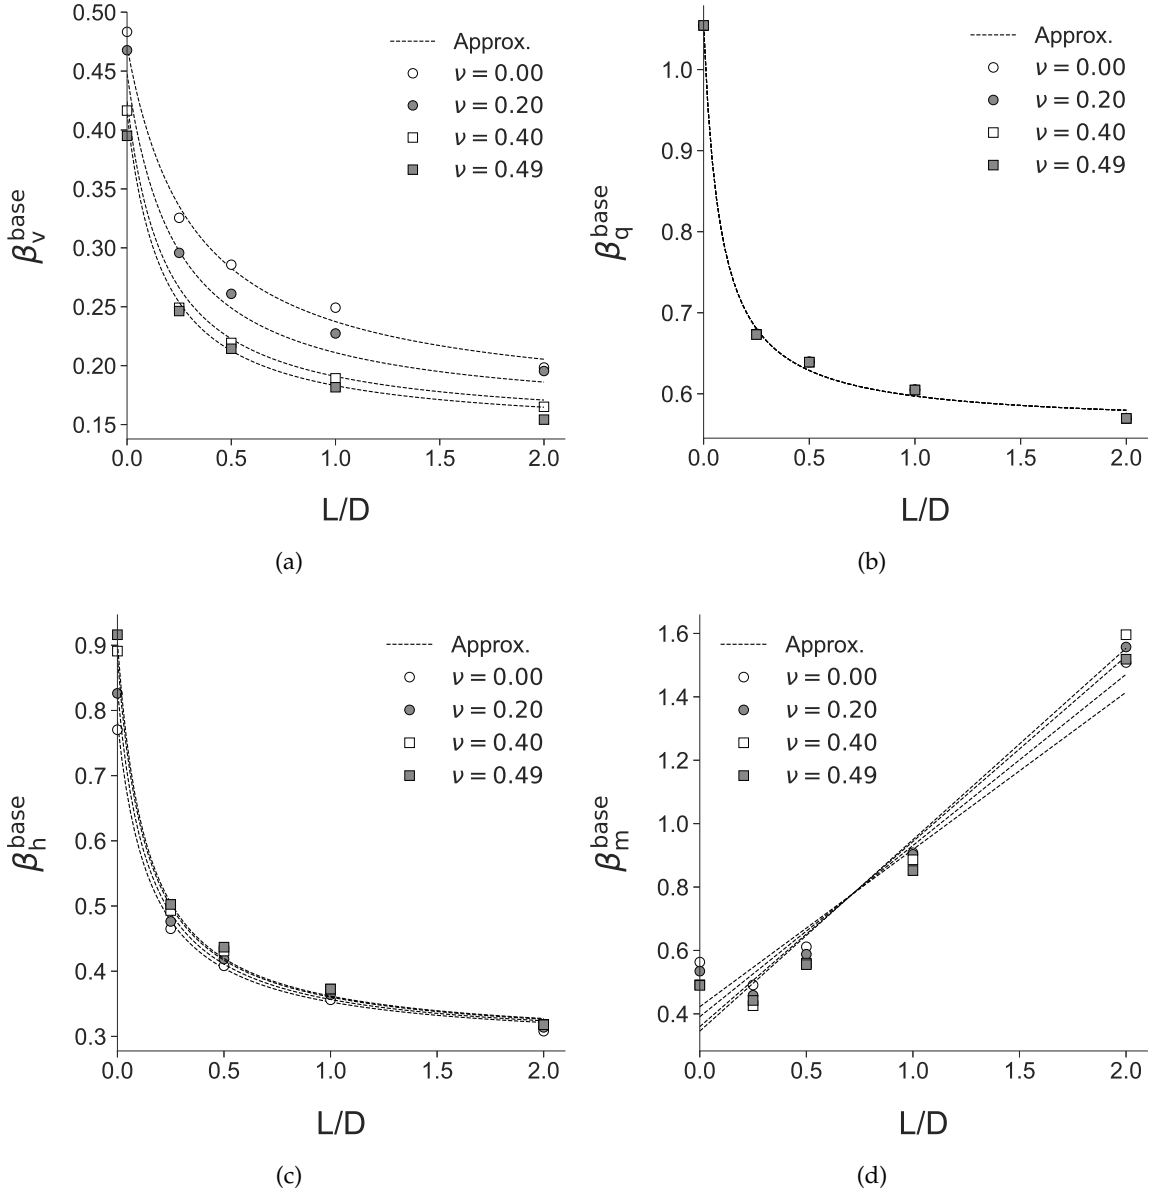 0.50
0.45
0.40
0.35
0.30
0.25
0.20
0.15
β_v^base
0.0 0.5 1.0 1.5 2.0
L/D
Approx.
ν = 0.00
ν = 0.20
ν = 0.40
ν = 0.49
(a)
1.0
0.9
0.8
0.7
0.6
β_q^base
0.0 0.5 1.0 1.5 2.0
L/D
Approx.
ν = 0.00
ν = 0.20
ν = 0.40
ν = 0.49
(b)
0.9
0.8
0.7
0.6
0.5
0.4
0.3
β_h^base
0.0 0.5 1.0 1.5 2.0
L/D
Approx.
ν = 0.00
ν = 0.20
ν = 0.40
ν = 0.49
(c)
1.6
1.4
1.2
1.0
0.8
0.6
0.4
β_m^base
0.0 0.5 1.0 1.5 2.0
L/D
Approx.
ν = 0.00
ν = 0.20
ν = 0.40
ν = 0.49
(d)